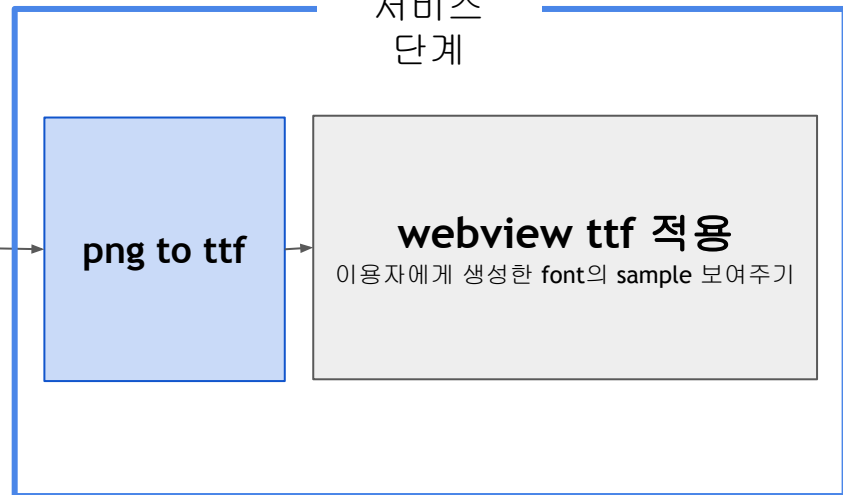 서비스
단계
png to ttf
webview ttf 적용
이용자에게 생성한 font의 sample 보여주기